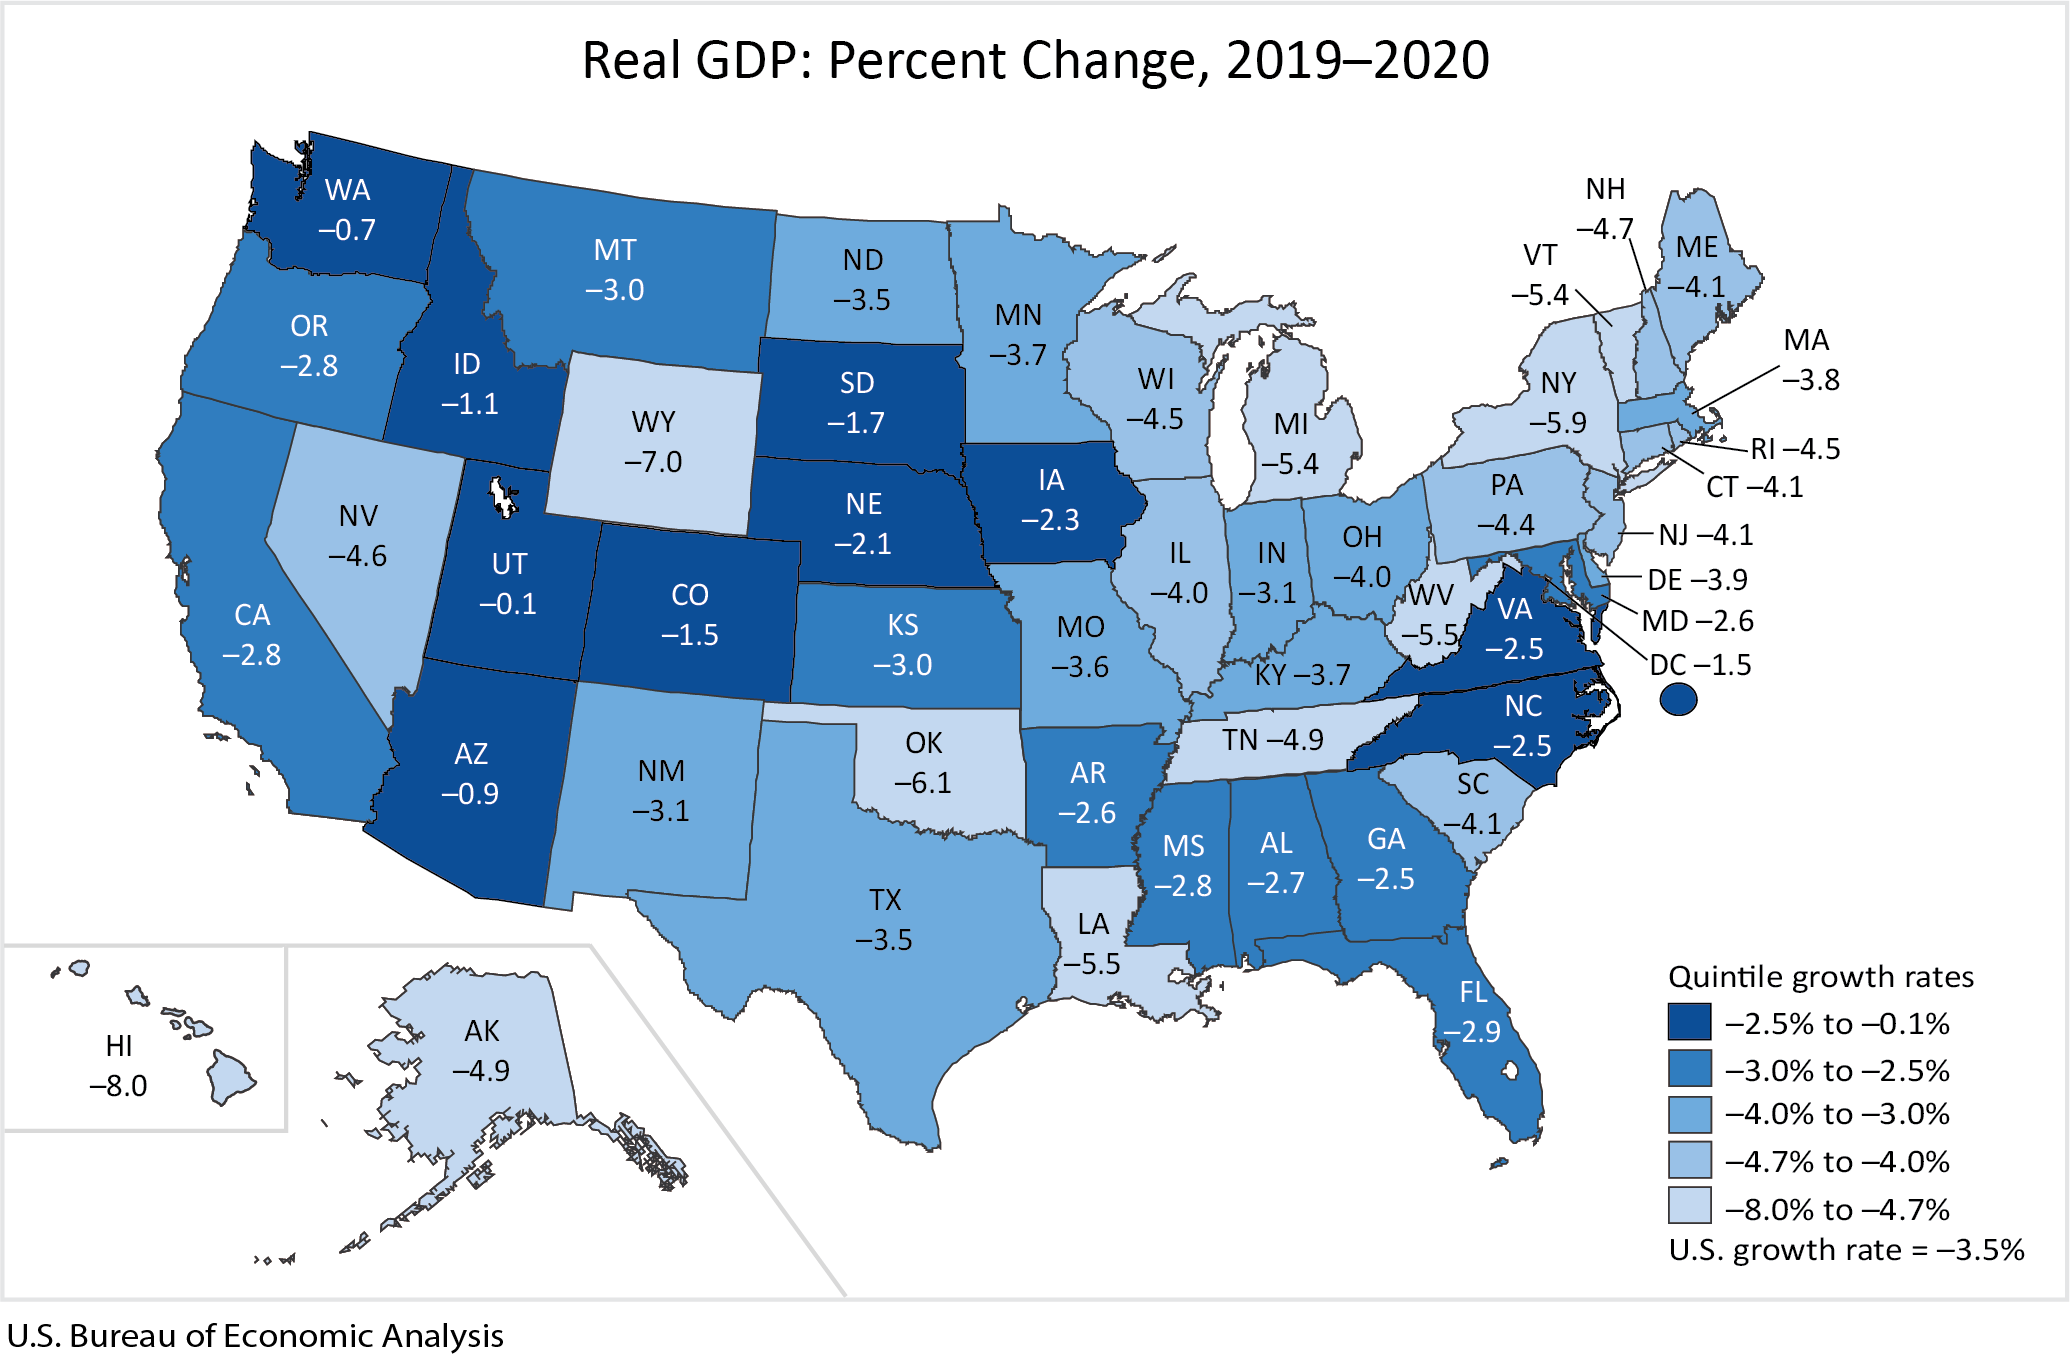 Real GDP: Percent Change, 2019–2020
WA
–0.7
MT
–3.0
ND
–3.5
MN
–3.7
NH
–4.7
VT
–5.4
ME
–4.1
OR
–2.8
ID
–1.1
WY
–7.0
SD
–1.7
WI
–4.5
MI
–5.4
NY
–5.9
MA
–3.8
RI –4.5
CT –4.1
NV
–4.6
UT
–0.1
CO
–1.5
NE
–2.1
IA
–2.3
IL
–4.0
IN
–3.1
OH
–4.0
PA
–4.4
NJ –4.1
DE –3.9
MD –2.6
DC –1.5
CA
–2.8
KS
–3.0
MO
–3.6
KY –3.7
WV
–5.5
VA
–2.5
NC
–2.5
TN –4.9
AZ
–0.9
NM
–3.1
OK
–6.1
AR
–2.6
SC
–4.1
MS
–2.8
AL
–2.7
GA
–2.5
TX
–3.5
LA
–5.5
FL
–2.9
HI
–8.0
AK
–4.9
Quintile growth rates
–2.5% to –0.1%
–3.0% to –2.5%
–4.0% to –3.0%
–4.7% to –4.0%
–8.0% to –4.7%
U.S. growth rate = –3.5%
U.S. Bureau of Economic Analysis